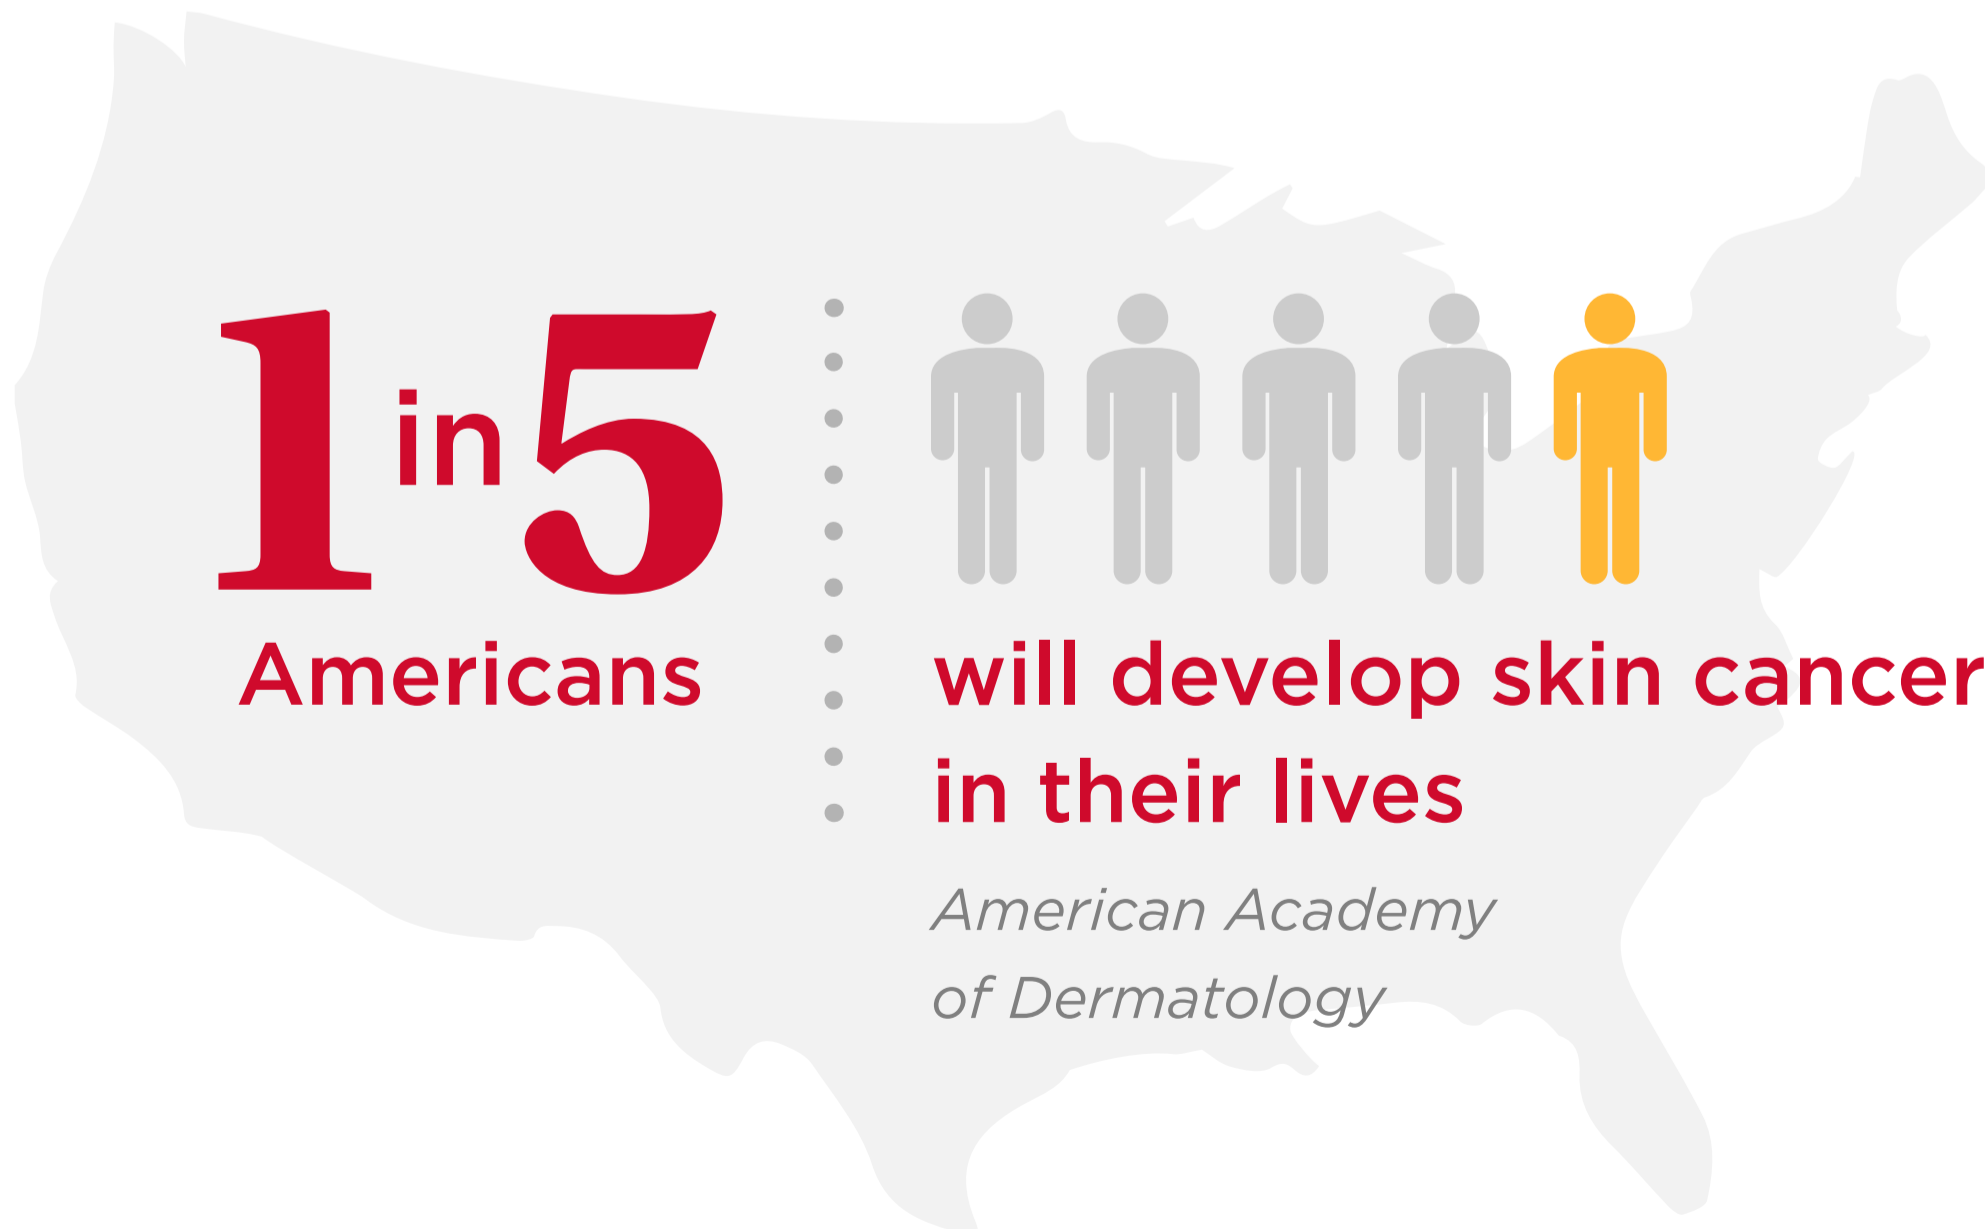 1 in 5
Americans
will develop skin cancer
in their lives
American Academy
of Dermatology